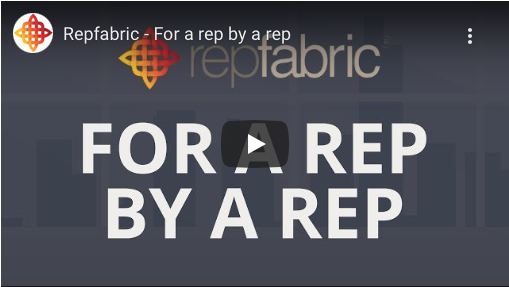 Repfabric - For a rep by a rep
repfabric
FOR A REP
BY A REP